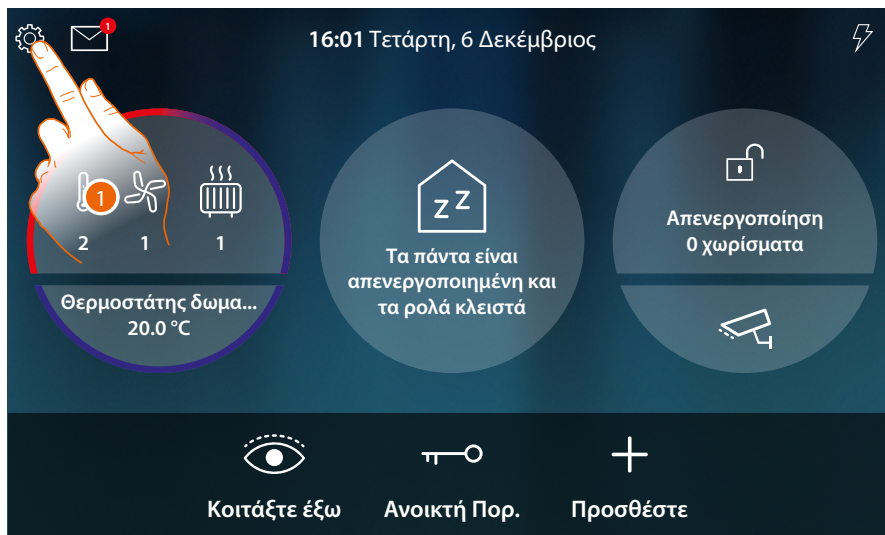 1
16:01 Τετάρτη, 6 Δεκέμβριος
1
2 1 1
Θερμοστάτης δωμα...
20.0 °C
z Z
Τα πάντα είναι
απενεργοποιημένη και
τα ρολά κλειστά
Απενεργοποίηση
0 χωρίσματα
Κοιτάξτε έξω
Ανοικτή Πορ.
Προσθέστε